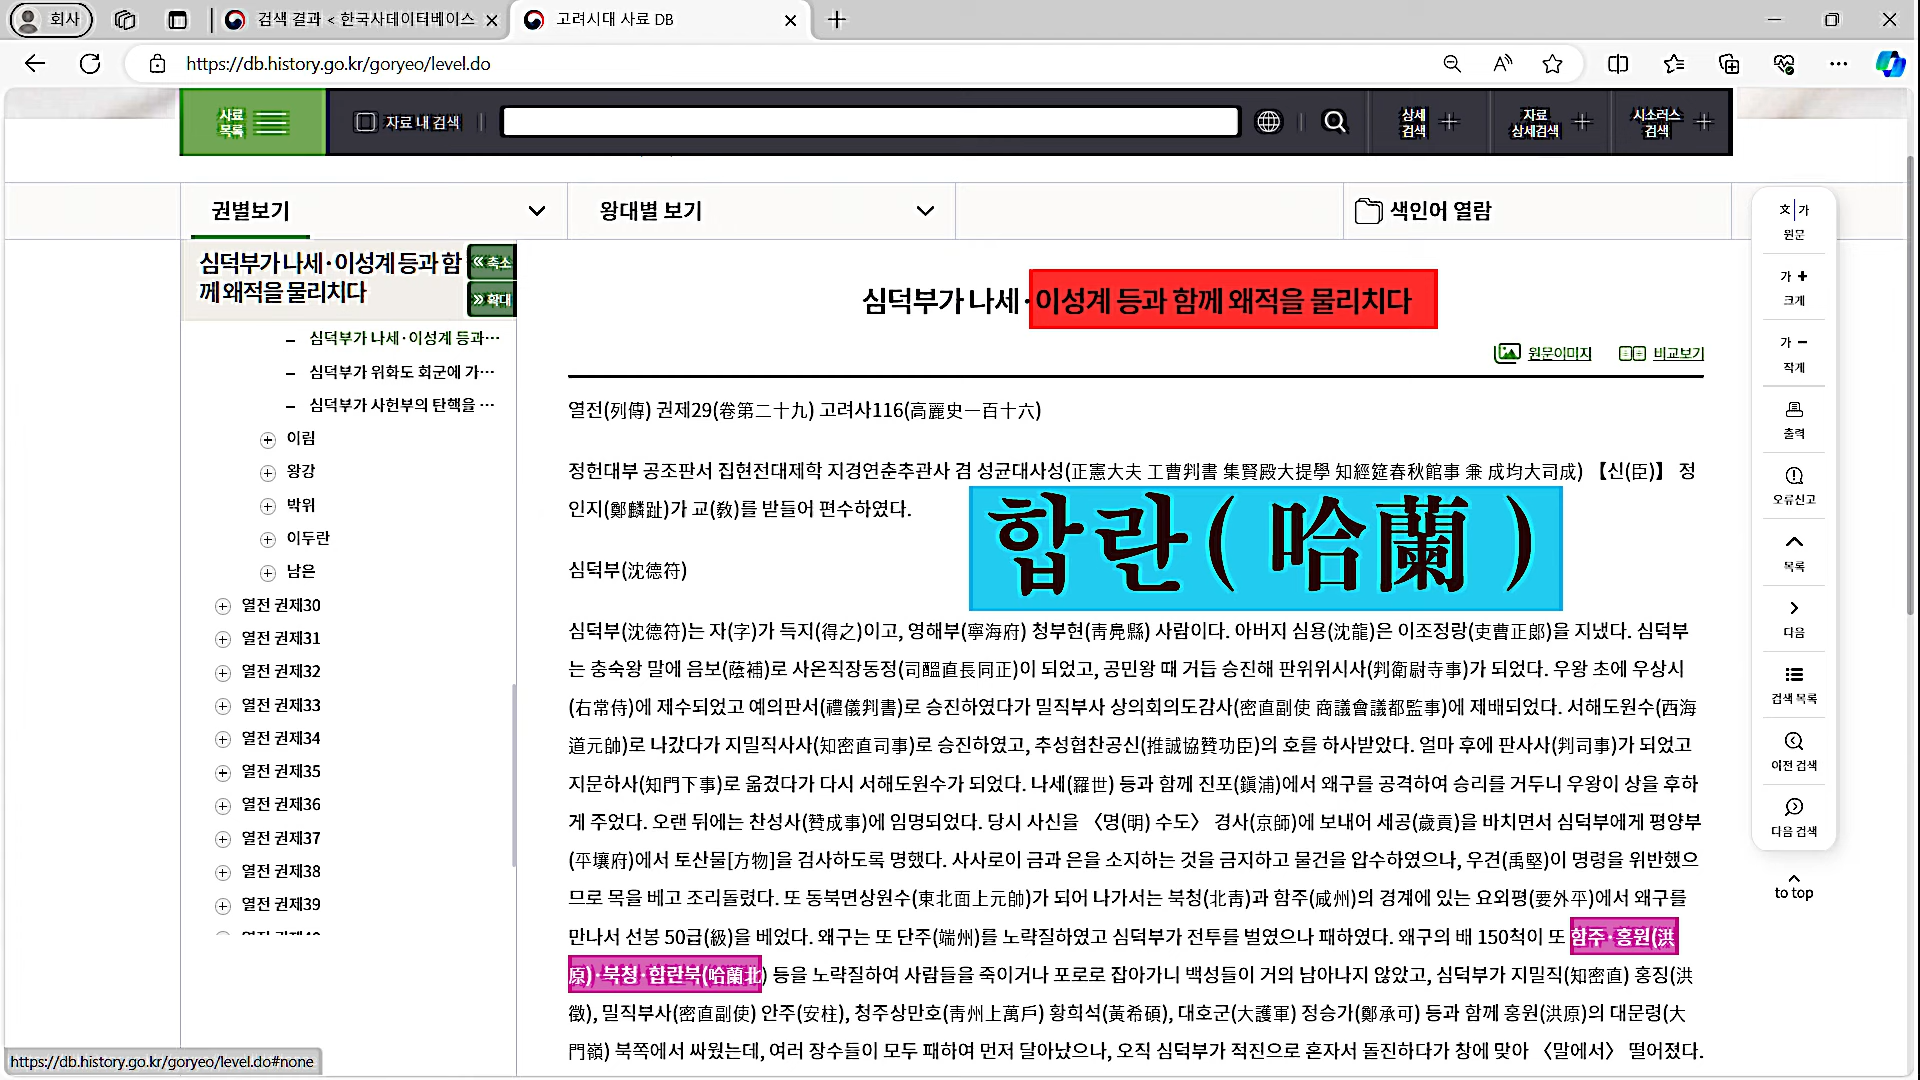 회사
검색 결과 < 한국사데이터베이스
고려시대 사료 DB
https://db.history.go.kr/goryeo/level.do
사료
목록
자료 내 검색
상세
검색
자료
상세검색
시소러스
검색
권별보기
왕대별 보기
색인어 열람
심덕부가 나세·이성계 등과 함
께 왜적을 물리치다
축소
확대
심덕부가 나세·이성계 등과…
심덕부가 위화도 회군에 가…
심덕부가 사헌부의 탄핵을 …
이림
왕강
박위
이두란
남은
열전 권제30
열전 권제31
열전 권제32
열전 권제33
열전 권제34
열전 권제35
열전 권제36
열전 권제37
열전 권제38
열전 권제39
심덕부가 나세·이성계 등과 함께 왜적을 물리치다
원문이미지
비교보기
열전(列傳) 권제29(卷第二十九) 고려사116(高麗史一百十六)
정헌대부 공조판서 집현전대제학 지경연춘추관사 겸 성균대사성(正憲大夫 工曹判書 集賢殿大提學 知經筵春秋館事 兼 成均大司成) 【신(臣)】 정
인지(鄭麟趾)가 교(敎)를 받들어 편수하였다.
합란(哈蘭)
심덕부(沈德符)
심덕부(沈德符)는 자(字)가 득지(得之)이고, 영해부(寧海府) 청부현(靑鳧縣) 사람이다. 아버지 심용(沈龍)은 이조정랑(吏曹正郞)을 지냈다. 심덕부
는 충숙왕 말에 음보(蔭補)로 사온직장동정(司醞直長同正)이 되었고, 공민왕 때 거듭 승진해 판위위시사(判衛尉寺事)가 되었다. 우왕 초에 우상시
(右常侍)에 제수되었고 예의판서(禮儀判書)로 승진하였다가 밀직부사 상의회의도감사(密直副使 商議會議都監事)에 제배되었다. 서해도원수(西海
道元帥)로 나갔다가 지밀직사사(知密直司事)로 승진하였고, 추성협찬공신(推誠協贊功臣)의 호를 하사받았다. 얼마 후에 판사사(判司事)가 되었고
지문하사(知門下事)로 옮겼다가 다시 서해도원수가 되었다. 나세(羅世) 등과 함께 진포(鎭浦)에서 왜구를 공격하여 승리를 거두니 우왕이 상을 후하
게 주었다. 오랜 뒤에는 찬성사(贊成事)에 임명되었다. 당시 사신을 〈명(明) 수도〉 경사(京師)에 보내어 세공(歲貢)을 바치면서 심덕부에게 평양부
(平壤府)에서 토산물[方物]을 검사하도록 명했다. 사사로이 금과 은을 소지하는 것을 금지하고 물건을 압수하였으나, 우견(禹堅)이 명령을 위반했으
므로 목을 베고 조리돌렸다. 또 동북면상원수(東北面上元帥)가 되어 나가서는 북청(北靑)과 함주(咸州)의 경계에 있는 요외평(要外平)에서 왜구를
만나서 선봉 50급(級)을 베었다. 왜구는 또 단주(端州)를 노략질하였고 심덕부가 전투를 벌였으나 패하였다. 왜구의 배 150척이 또 함주·홍원(洪
原)·북청·합란북(哈蘭北) 등을 노략질하여 사람들을 죽이거나 포로로 잡아가니 백성들이 거의 남아나지 않았고, 심덕부가 지밀직(知密直) 홍징(洪
徵), 밀직부사(密直副使) 안주(安柱), 청주상만호(靑州上萬戶) 황희석(黃希碩), 대호군(大護軍) 정승가(鄭承可) 등과 함께 홍원(洪原)의 대문령(大
門嶺) 북쪽에서 싸웠는데, 여러 장수들이 모두 패하여 먼저 달아났으나, 오직 심덕부가 적진으로 혼자서 돌진하다가 창에 맞아 〈말에서〉 떨어졌다.
文|가
원문
가 +
크게
가 −
작게
출력
오류신고
목록
다음
검색 목록
이전 검색
다음 검색
to top
https://db.history.go.kr/goryeo/level.do#none